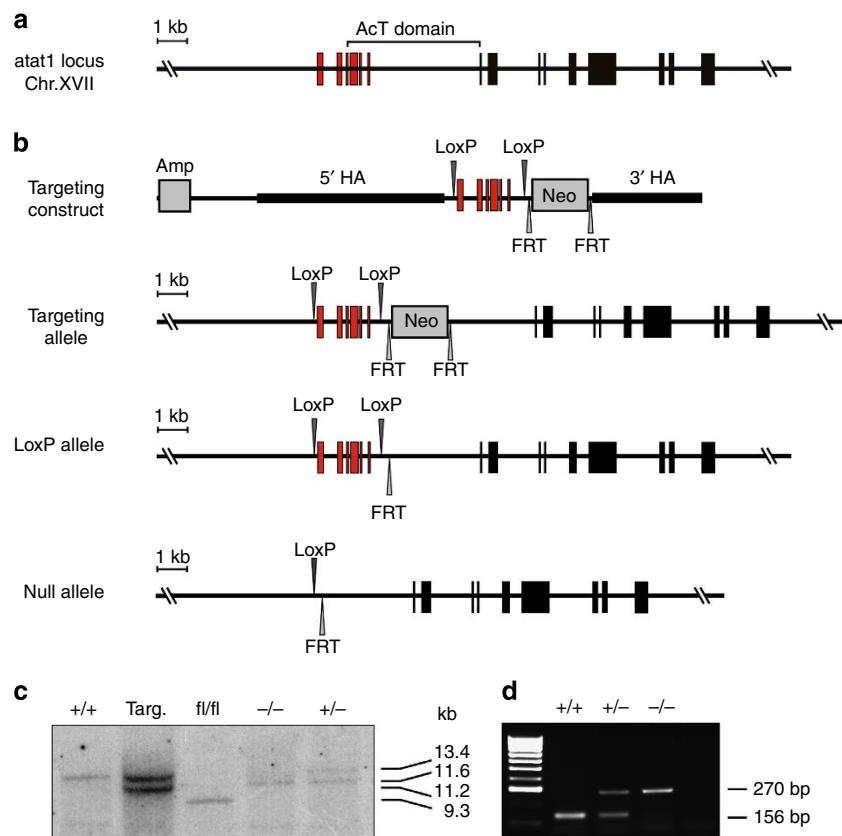 a
1 kb
AcT domain
atat1 locus
Chr.XVII
b
LoxP LoxP
Amp
5′ HA
3′ HA
Targeting
construct
Neo
FRT FRT
1 kb
LoxP LoxP
Targeting
allele
Neo
FRT FRT
1 kb
LoxP LoxP
LoxP allele
FRT
1 kb
LoxP
Null allele
FRT
c
+/+ Targ. fl/fl –/– +/– kb
13.4
11.6
11.2
9.3
d
+/+ +/– –/–
270 bp
156 bp